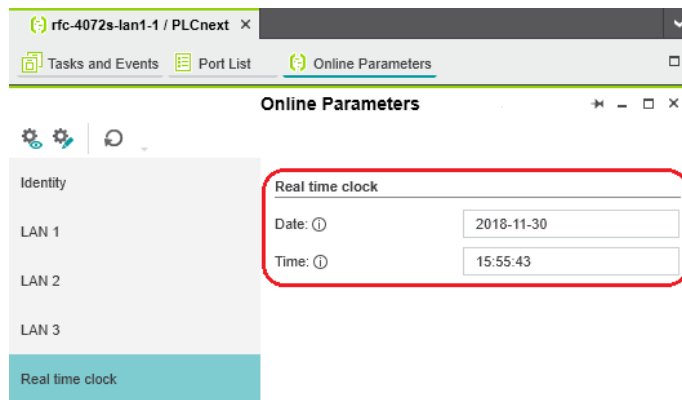 rfc-4072s-lan1-1 / PLCnext
Tasks and Events Port List Online Parameters
Online Parameters
Identity
Real time clock
LAN 1
Date: 2018-11-30
Time: 15:55:43
LAN 2
LAN 3
Real time clock